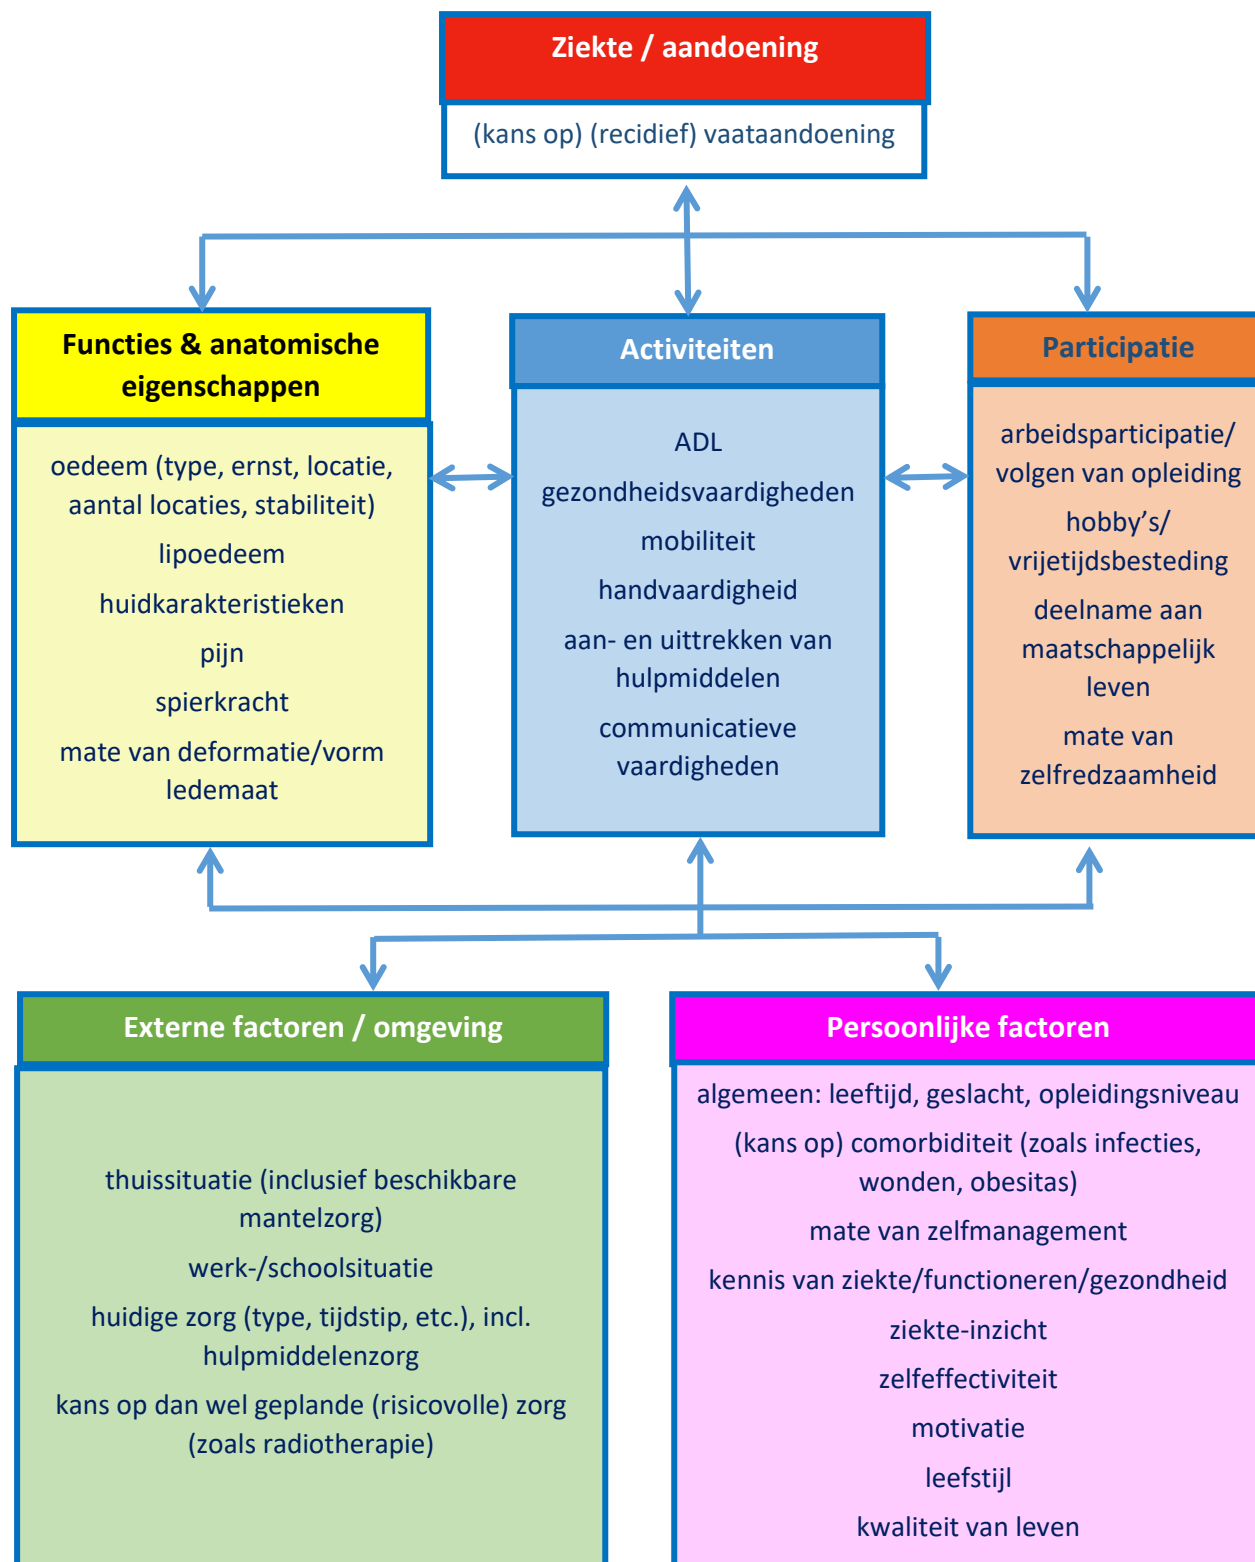 Ziekte / aandoening
(kans op) (recidief) vaataandoening
Functies & anatomische
eigenschappen
oedeem (type, ernst, locatie,
aantal locaties, stabiliteit)
lipoedeem
huidkarakteristieken
pijn
spierkracht
mate van deformatie/vorm
ledemaat
Activiteiten
ADL
gezondheidsvaardigheden
mobiliteit
handvaardigheid
aan- en uittrekken van
hulpmiddelen
communicatieve
vaardigheden
Participatie
arbeidsparticipatie/
volgen van opleiding
hobby’s/
vrijetijdsbesteding
deelname aan
maatschappelijk
leven
mate van
zelfredzaamheid
Externe factoren / omgeving
thuissituatie (inclusief beschikbare
mantelzorg)
werk-/schoolsituatie
huidige zorg (type, tijdstip, etc.), incl.
hulpmiddelenzorg
kans op dan wel geplande (risicovolle) zorg
(zoals radiotherapie)
Persoonlijke factoren
algemeen: leeftijd, geslacht, opleidingsniveau
(kans op) comorbiditeit (zoals infecties,
wonden, obesitas)
mate van zelfmanagement
kennis van ziekte/functioneren/gezondheid
ziekte-inzicht
zelfeffectiviteit
motivatie
leefstijl
kwaliteit van leven